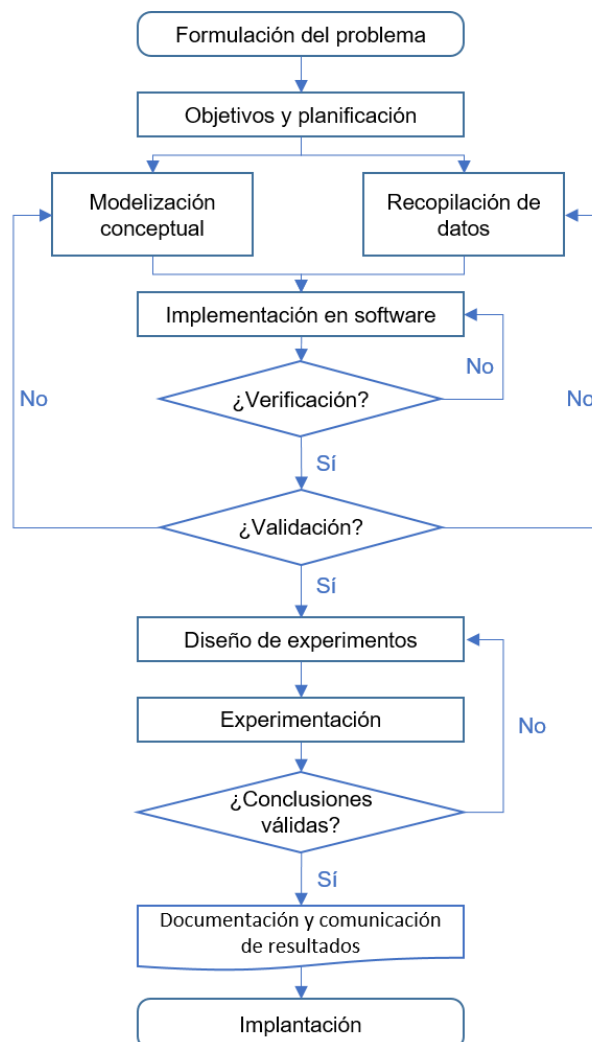 Formulación del problema
Objetivos y planificación
Modelización
conceptual
Recopilación de
datos
Implementación en software
No
¿Verificación?
No
No
Sí
¿Validación?
Sí
Diseño de experimentos
Experimentación
No
¿Conclusiones
válidas?
Sí
Documentación y comunicación
de resultados
Implantación